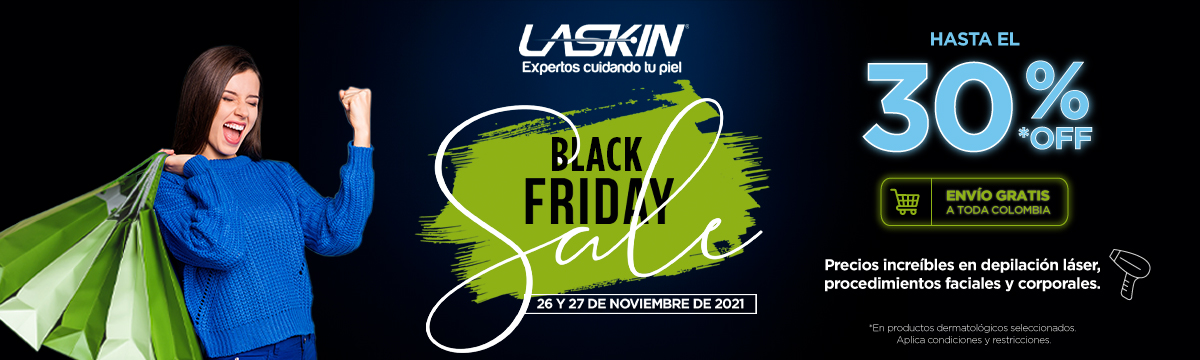 LASKIN®
Expertos cuidando tu piel
BLACK
FRIDAY
Sale
26 Y 27 DE NOVIEMBRE DE 2021
HASTA EL
30%
*OFF
ENVÍO GRATIS
A TODA COLOMBIA
Precios increíbles en depilación láser,
procedimientos faciales y corporales.
*En productos dermatológicos seleccionados.
Aplica condiciones y restricciones.